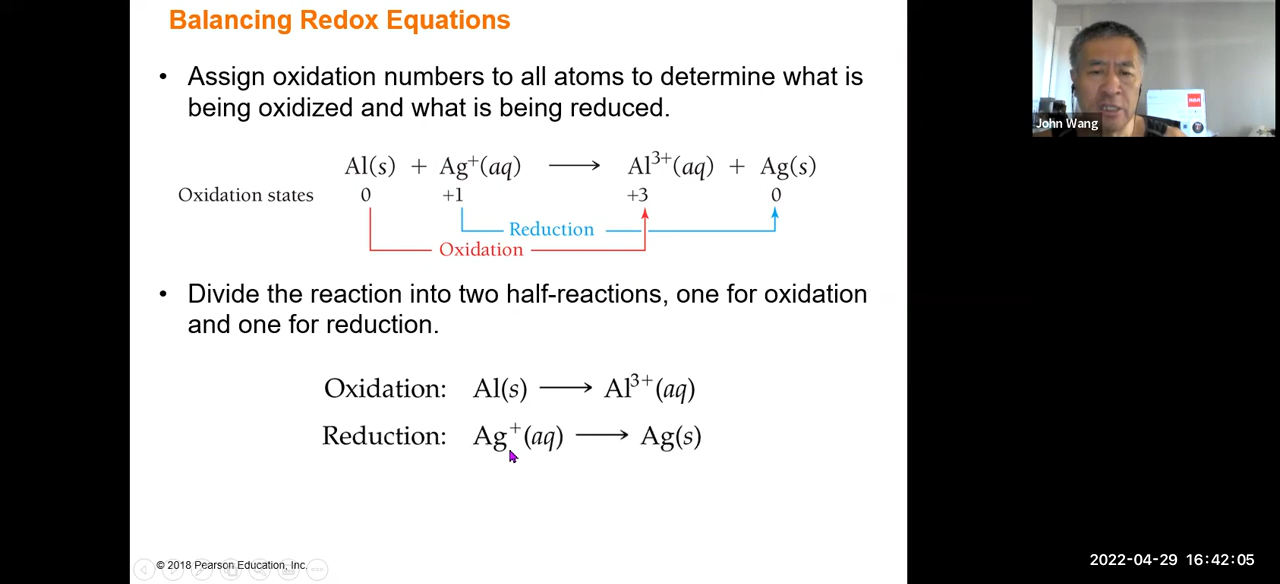 Balancing Redox Equations
• Assign oxidation numbers to all atoms to determine what is
being oxidized and what is being reduced.
Al(s) + Ag⁺(aq) ⟶ Al³⁺(aq) + Ag(s)
Oxidation states 0 +1 +3 0
Reduction
Oxidation
• Divide the reaction into two half-reactions, one for oxidation
and one for reduction.
Oxidation: Al(s) ⟶ Al³⁺(aq)
Reduction: Ag⁺(aq) ⟶ Ag(s)
© 2018 Pearson Education, Inc.
RCA
John Wang
2022-04-29 16:42:05